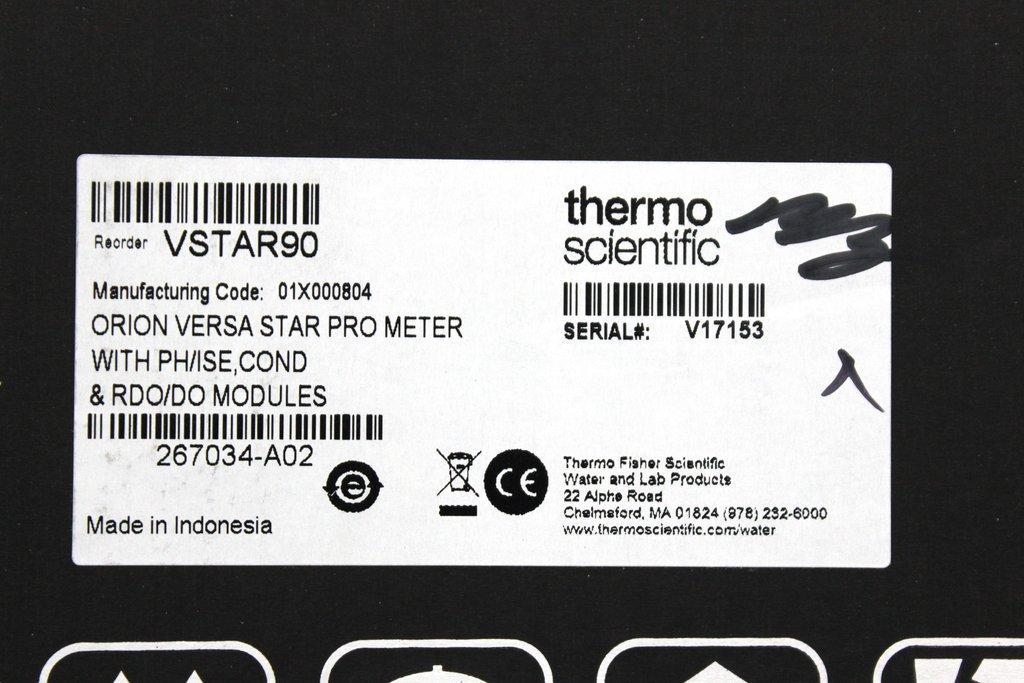 Reorder VSTAR90
Manufacturing Code: 01X000804
ORION VERSA STAR PRO METER
WITH PH/ISE,COND
& RDO/DO MODULES
267034-A02
Made in Indonesia
thermo
scientific
SERIAL#: V17153
CE
Thermo Fisher Scientific
Water and Lab Products
22 Alpha Road
Chelmsford, MA 01824 (978) 232-6000
www.thermoscientific.com/water